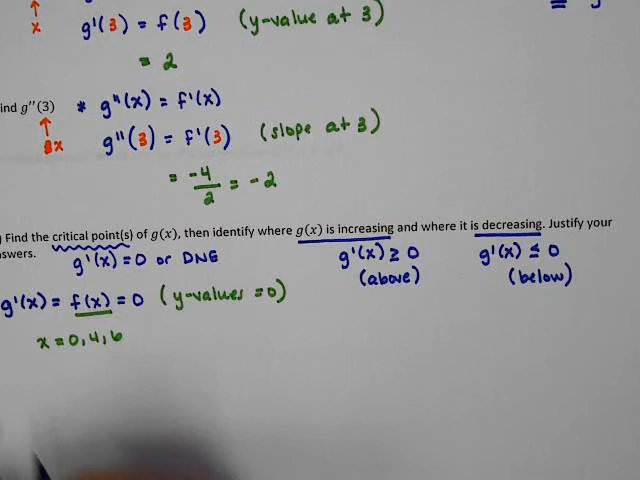 x g'(3) = f(3) (y-value at 3)
= 2
ind g''(3) * g''(x) = f'(x)
x g''(3) = f'(3) (slope at 3)
= -4/2 = -2
) Find the critical point(s) of g(x), then identify where g(x) is increasing and where it is decreasing. Justify your
swers.
g'(x) = 0 or DNE g'(x) ≥ 0 g'(x) ≤ 0
(above) (below)
g'(x) = f(x) = 0 (y-values = 0)
x = 0, 4, 6